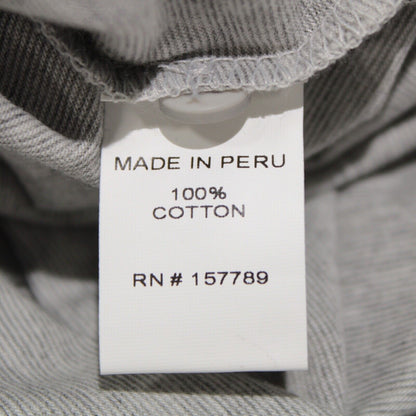 MADE IN PERU
100%
COTTON
RN # 157789